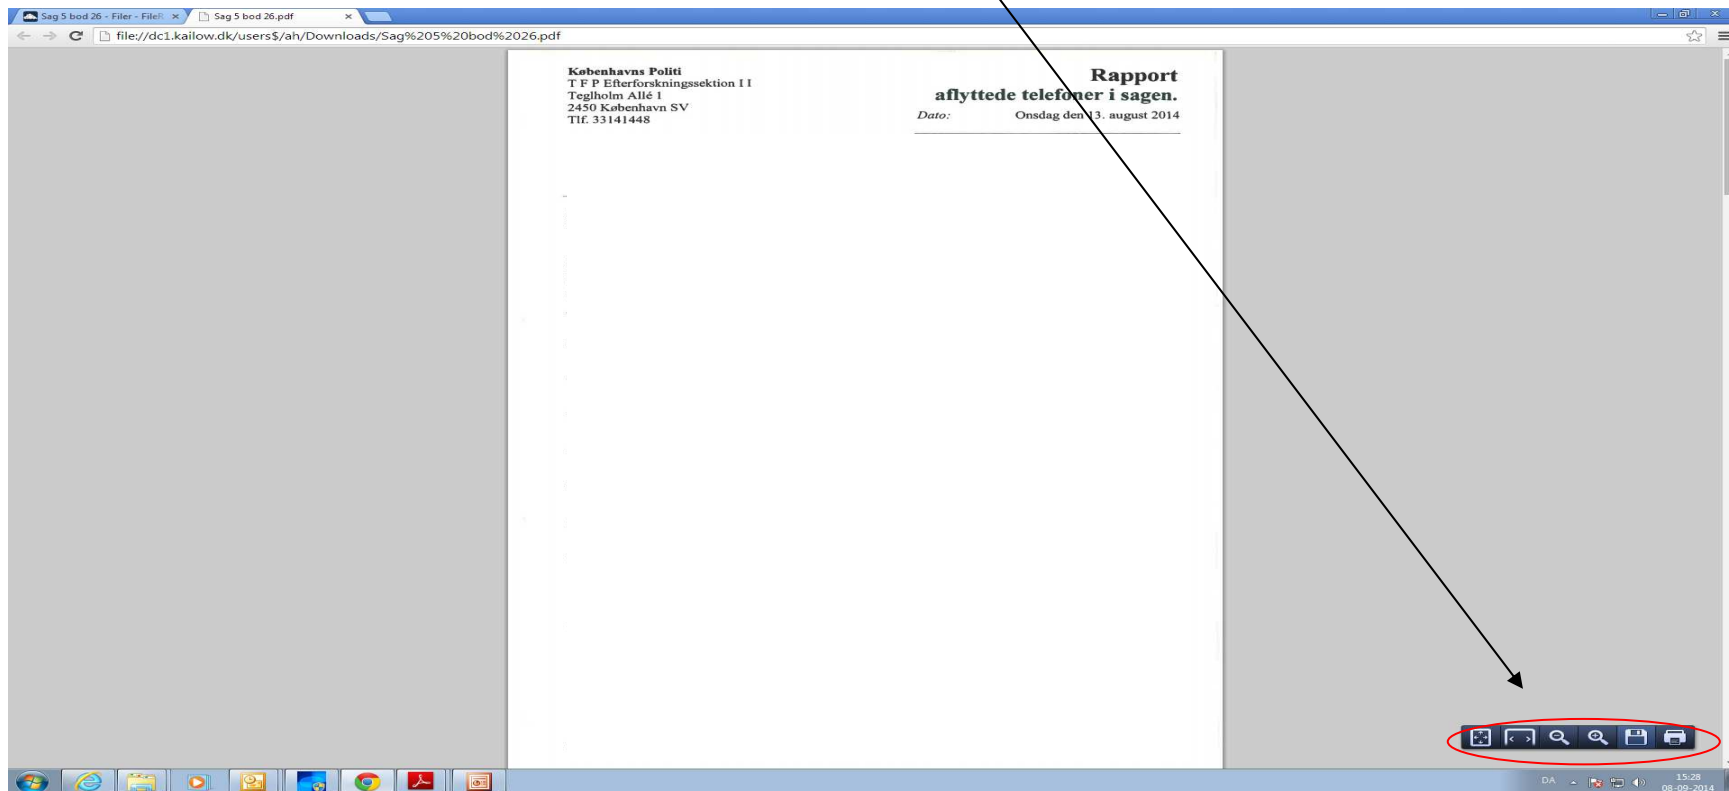 Sag 5 bod 26 - Filer - FileR
Sag 5 bod 26.pdf
file://dc1.kailow.dk/users$/ah/Downloads/Sag%205%20bod%2026.pdf
Københavns Politi
T F P Efterforskningssektion I I
Teglholm Allé 1
2450 København SV
Tlf. 33141448
Rapport
aflyttede telefoner i sagen.
Dato: Onsdag den 13. august 2014
DA
15:28
08-09-2014